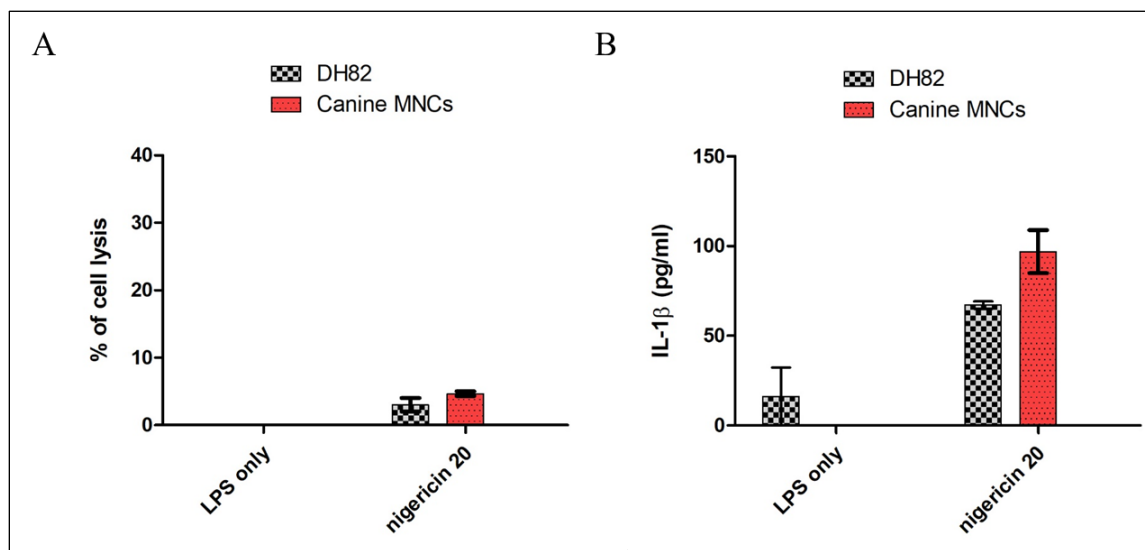 A
DH82
Canine MNCs
% of cell lysis
40
30
20
10
0
LPS only
nigericin 20
B
DH82
Canine MNCs
IL-1β (pg/ml)
150
100
50
0
LPS only
nigericin 20